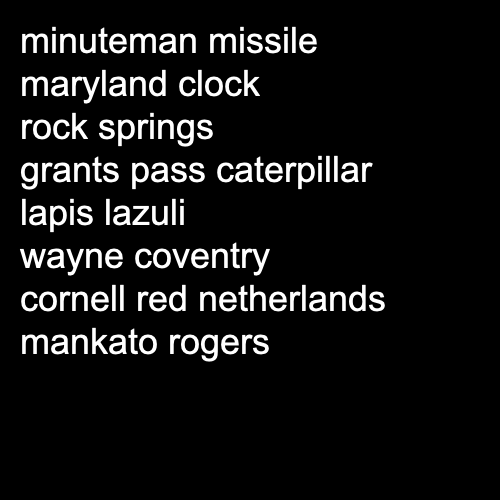 minuteman missile
maryland clock
rock springs
grants pass caterpillar
lapis lazuli
wayne coventry
cornell red netherlands
mankato rogers